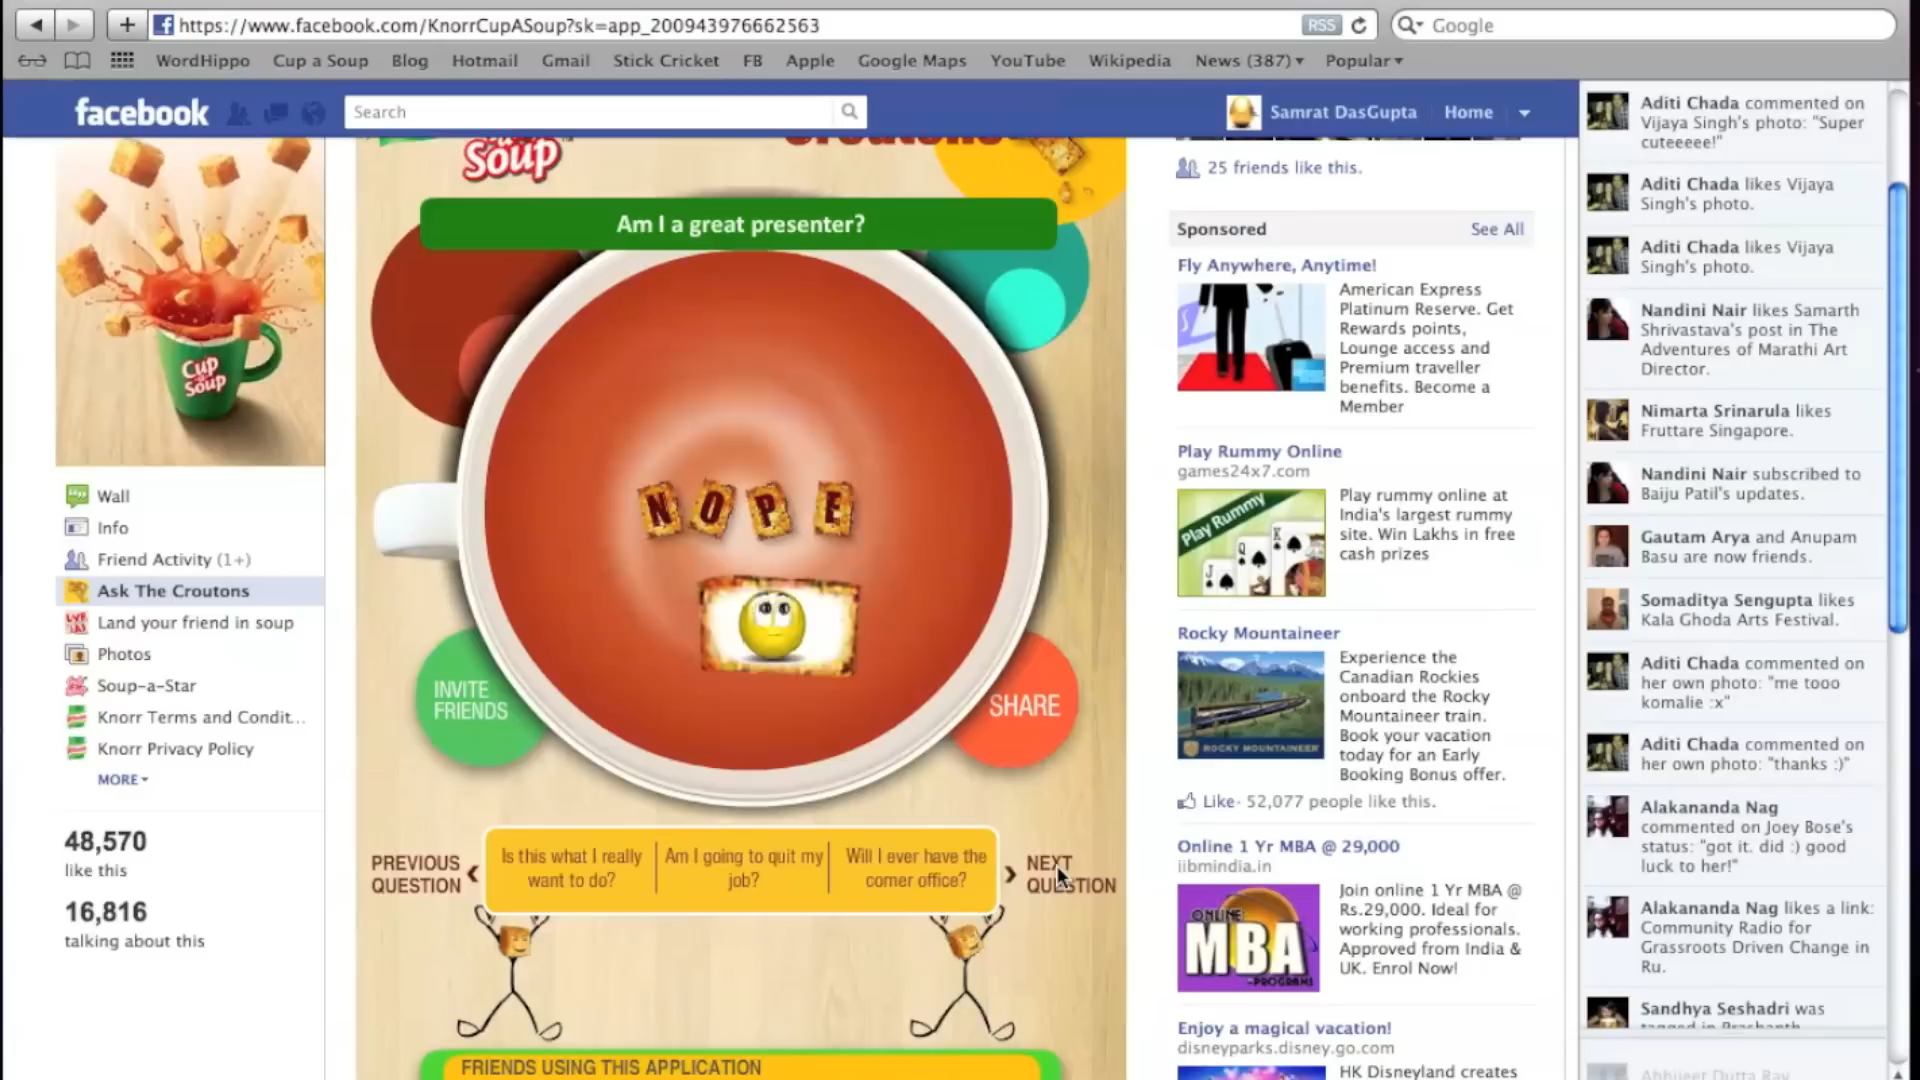 https://www.facebook.com/KnorrCupASoup?sk=app_200943976662563
RSS
Google
WordHippo
Cup a Soup
Blog
Hotmail
Gmail
Stick Cricket
FB
Apple
Google Maps
YouTube
Wikipedia
News (387)
Popular
facebook
Search
Samrat DasGupta
Home
Cup
a
Soup
Wall
Info
Friend Activity (1+)
Ask The Croutons
Land your friend in soup
Photos
Soup-a-Star
Knorr Terms and Condit...
Knorr Privacy Policy
MORE
48,570
like this
16,816
talking about this
Soup
Am I a great presenter?
NOPE
INVITE
FRIENDS
SHARE
PREVIOUS
QUESTION
Is this what I really
want to do?
Am I going to quit my
job?
Will I ever have the
corner office?
NEXT
QUESTION
FRIENDS USING THIS APPLICATION
25 friends like this.
Sponsored
See All
Fly Anywhere, Anytime!
American Express
Platinum Reserve. Get
Rewards points,
Lounge access and
Premium traveller
benefits. Become a
Member
Play Rummy Online
games24x7.com
Play Rummy
J
Q
K
Play rummy online at
India's largest rummy
site. Win Lakhs in free
cash prizes
Rocky Mountaineer
ROCKY MOUNTAINEER
Experience the
Canadian Rockies
onboard the Rocky
Mountaineer train.
Book your vacation
today for an Early
Booking Bonus offer.
Like · 52,077 people like this.
Online 1 Yr MBA @ 29,000
iibmindia.in
ONLINE
MBA
-PROGRAMS
Join online 1 Yr MBA @
Rs.29,000. Ideal for
working professionals.
Approved from India &
UK. Enrol Now!
Enjoy a magical vacation!
disneyparks.disney.go.com
HK Disneyland creates
Aditi Chada commented on
Vijaya Singh's photo: "Super
cuteeeee!"
Aditi Chada likes Vijaya
Singh's photo.
Aditi Chada likes Vijaya
Singh's photo.
Nandini Nair likes Samarth
Shrivastava's post in The
Adventures of Marathi Art
Director.
Nimarta Srinarula likes
Fruttare Singapore.
Nandini Nair subscribed to
Baiju Patil's updates.
Gautam Arya and Anupam
Basu are now friends.
Somaditya Sengupta likes
Kala Ghoda Arts Festival.
Aditi Chada commented on
her own photo: "me tooo
komalie :x"
Aditi Chada commented on
her own photo: "thanks :)"
Alakananda Nag
commented on Joey Bose's
status: "got it. did :) good
luck to her!"
Alakananda Nag likes a link:
Community Radio for
Grassroots Driven Change in
Ru.
Sandhya Seshadri was
tagged in Prashanth
Abhijeet Dutta Ray